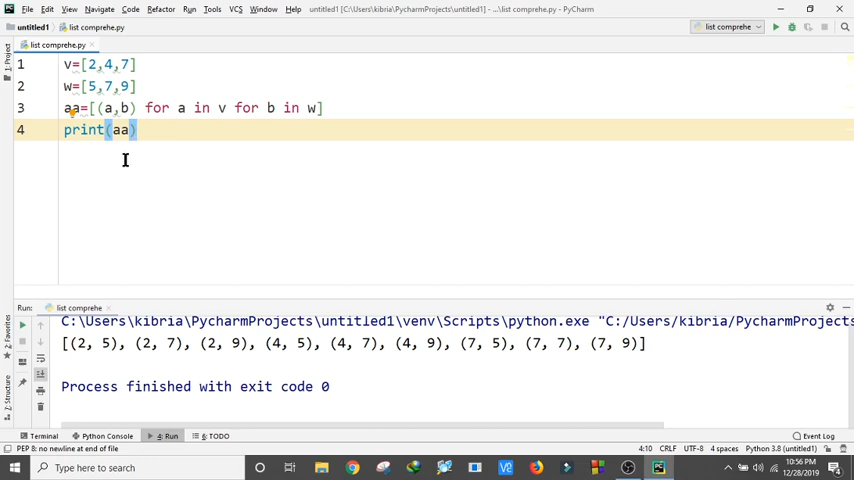 File Edit View Navigate Code Refactor Run Tools VCS Window Help untitled1 [C:\Users\kibria\PycharmProjects\untitled1] - ...\list comprehe.py - PyCharm
untitled1 list comprehe.py list comprehe
list comprehe.py
1: Project
1 v=[2,4,7]
2 w=[5,7,9]
3 aa=[(a,b) for a in v for b in w]
4 print(aa)
Run: list comprehe
C:\Users\kibria\PycharmProjects\untitled1\venv\Scripts\python.exe "C:/Users/kibria/PycharmProjects
[(2, 5), (2, 7), (2, 9), (4, 5), (4, 7), (4, 9), (7, 5), (7, 7), (7, 9)]
Process finished with exit code 0
2: Favorites
7: Structure
Terminal Python Console 4: Run 6: TODO Event Log
PEP 8: no newline at end of file 4:10 CRLF UTF-8 4 spaces Python 3.8 (untitled1)
Type here to search
10:56 PM
12/28/2019
4